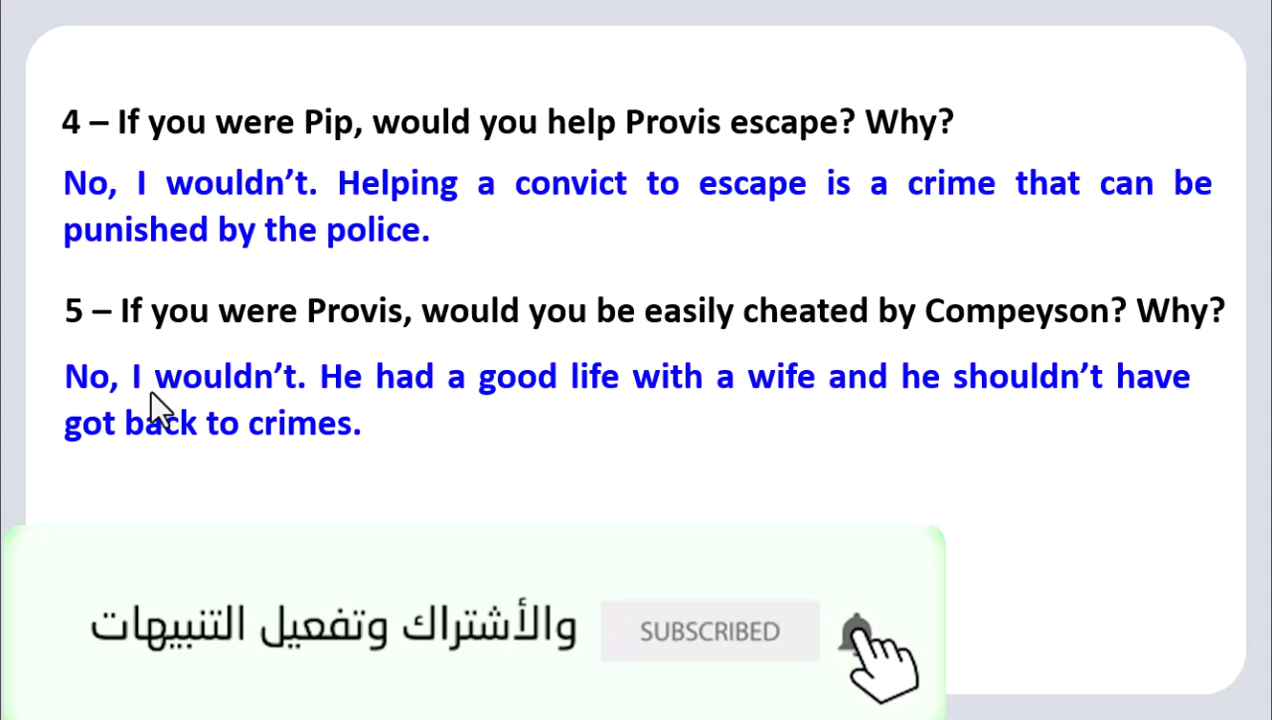 4 – If you were Pip, would you help Provis escape? Why?
No, I wouldn’t. Helping a convict to escape is a crime that can be
punished by the police.
5 – If you were Provis, would you be easily cheated by Compeyson? Why?
No, I wouldn’t. He had a good life with a wife and he shouldn’t have
got back to crimes.
والأشتراك وتفعيل التنبيهات
SUBSCRIBED